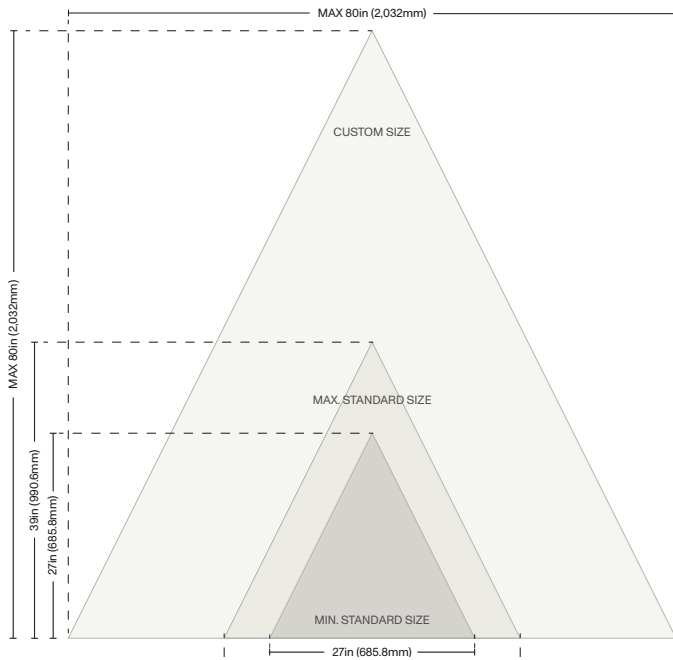 MAX 80in (2,032mm)
CUSTOM SIZE
MAX 80in (2,032mm)
39in (990.6mm)
27in (685.8mm)
MAX. STANDARD SIZE
MIN. STANDARD SIZE
27in (685.8mm)